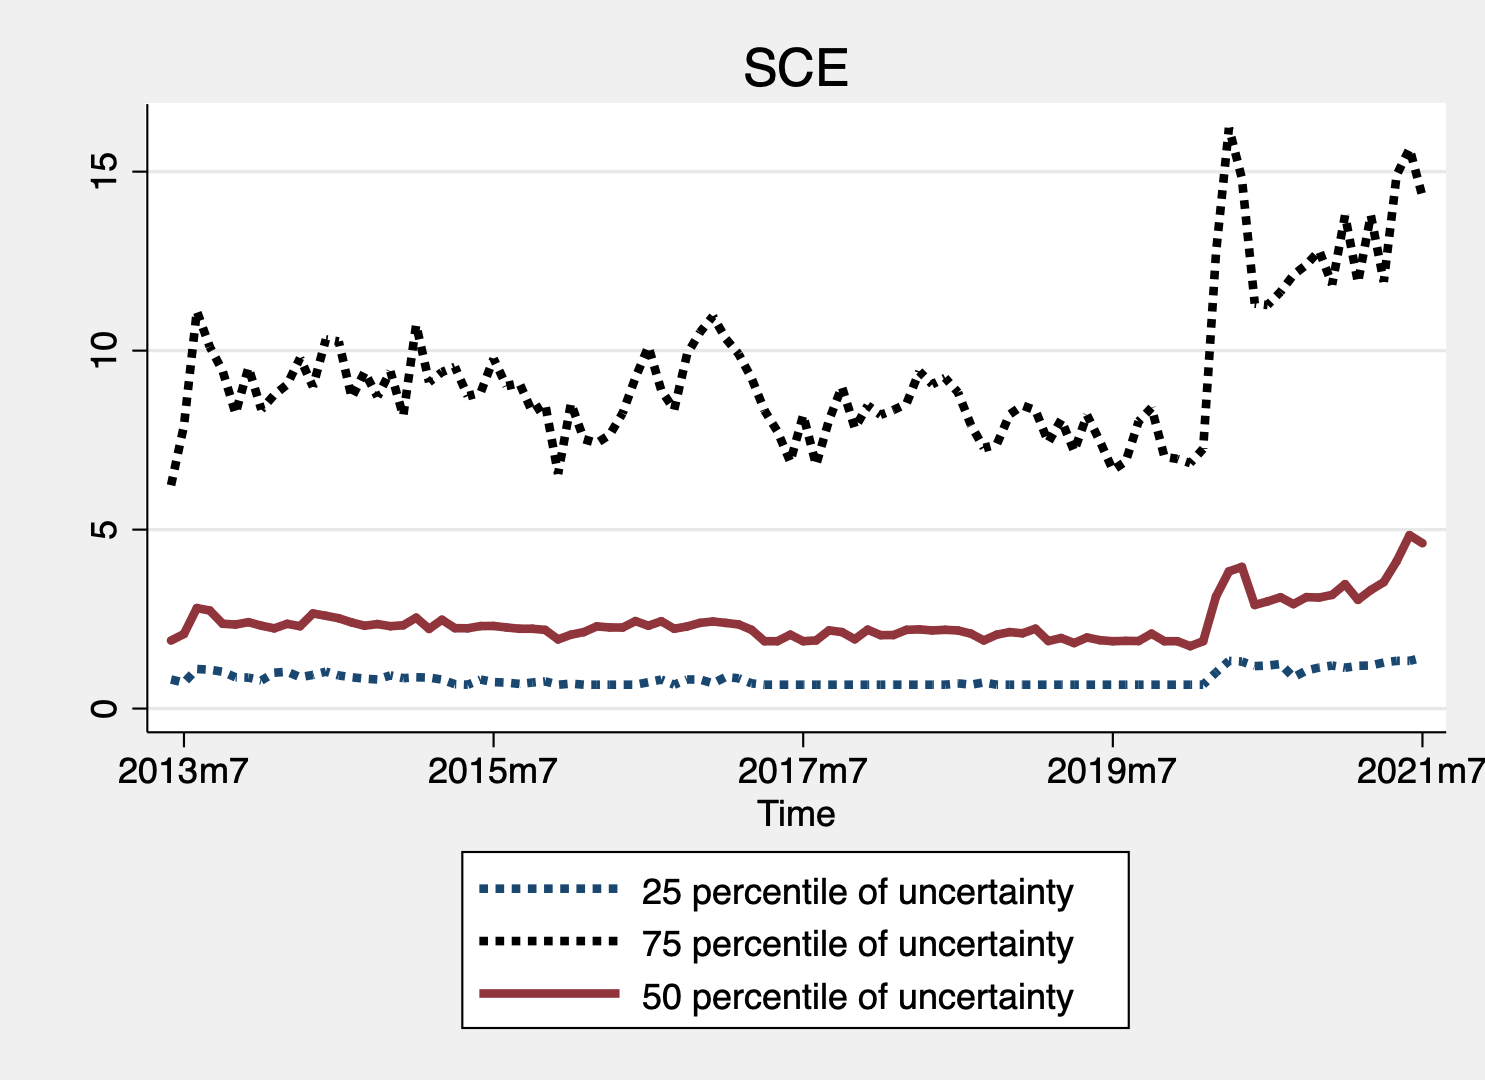 SCE
15
10
5
0
2013m7 2015m7 2017m7 2019m7 2021m7
Time
25 percentile of uncertainty
75 percentile of uncertainty
50 percentile of uncertainty